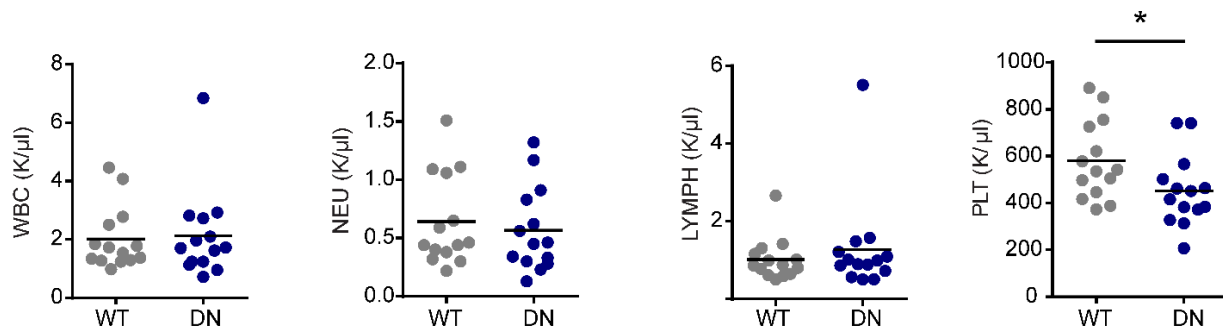 WBC (K/µl)
8
6
4
2
0
WT DN
NEU (K/µl)
2.0
1.5
1.0
0.5
0.0
WT DN
LYMPH (K/µl)
6
4
2
WT DN
*
PLT (K/µl)
1000
800
600
400
200
0
WT DN